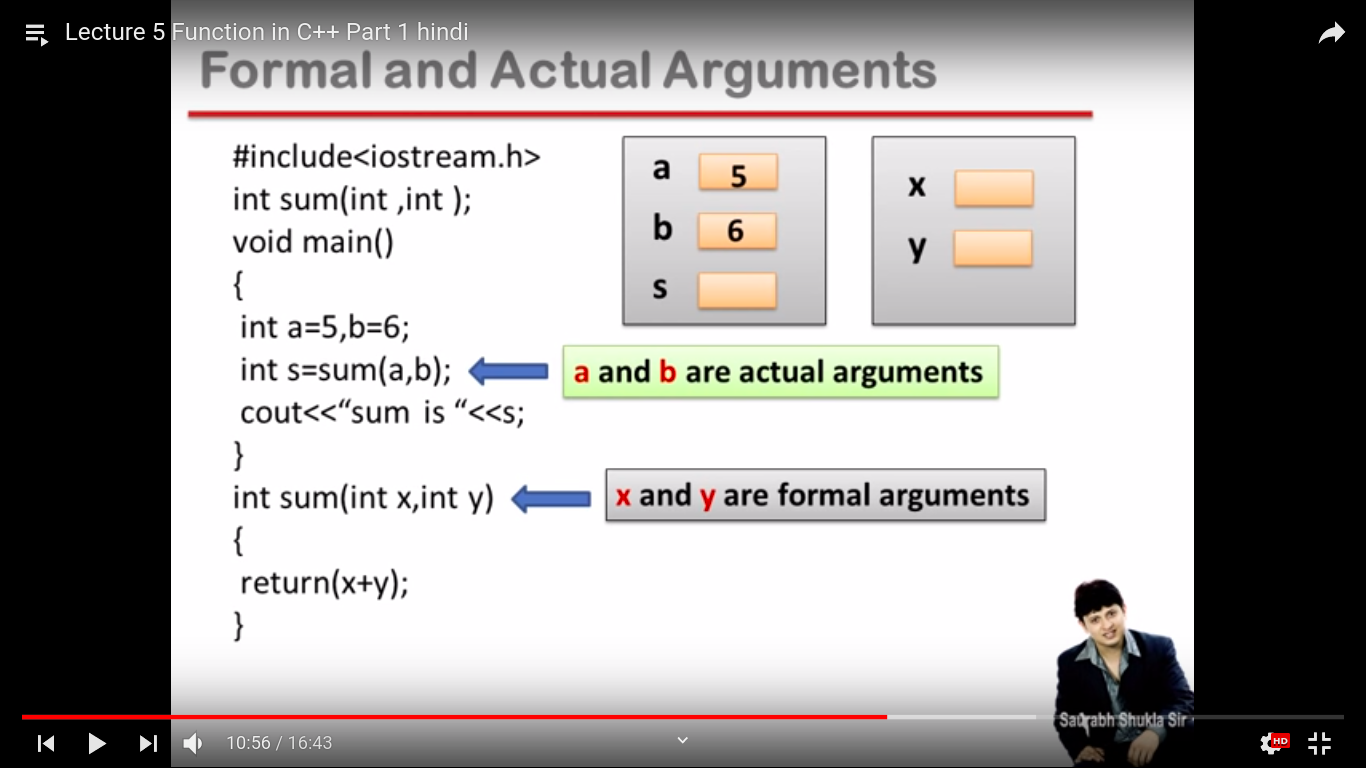 Lecture 5 Function in C++ Part 1 hindi
Formal and Actual Arguments
#include<iostream.h>
int sum(int ,int );
void main()
{
int a=5,b=6;
int s=sum(a,b);
cout<<“sum is “<<s;
}
int sum(int x,int y)
{
return(x+y);
}
a 5
b 6
s
x
y
a and b are actual arguments
x and y are formal arguments
Saurabh Shukla Sir
10:56 / 16:43
HD